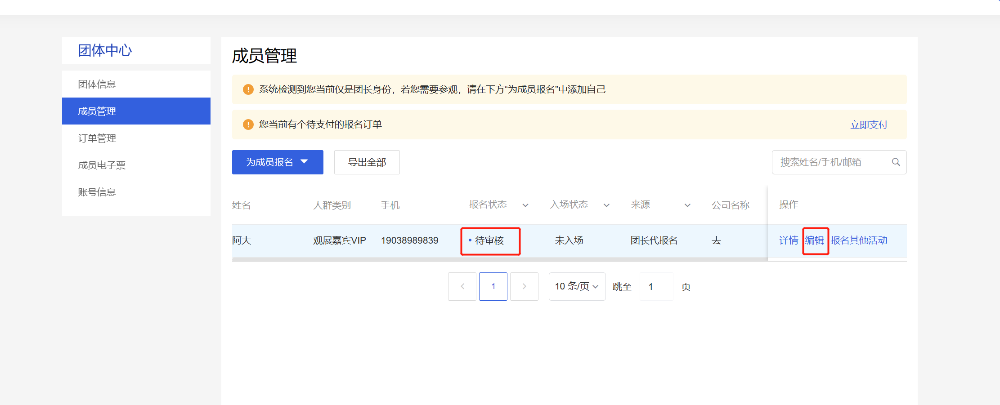 团体中心
团体信息
成员管理
订单管理
成员电子票
账号信息
成员管理
系统检测到您当前仅是团长身份，若您需要参观，请在下方“为成员报名”中添加自己
您当前有个待支付的报名订单 立即支付
为成员报名 导出全部 搜索姓名/手机/邮箱
姓名 人群类别 手机 报名状态 入场状态 来源 公司名称 操作
阿大 观展嘉宾VIP 19038989839 待审核 未入场 团长代报名 去 详情 编辑 报名其他活动
1 10 条/页 跳至 1 页